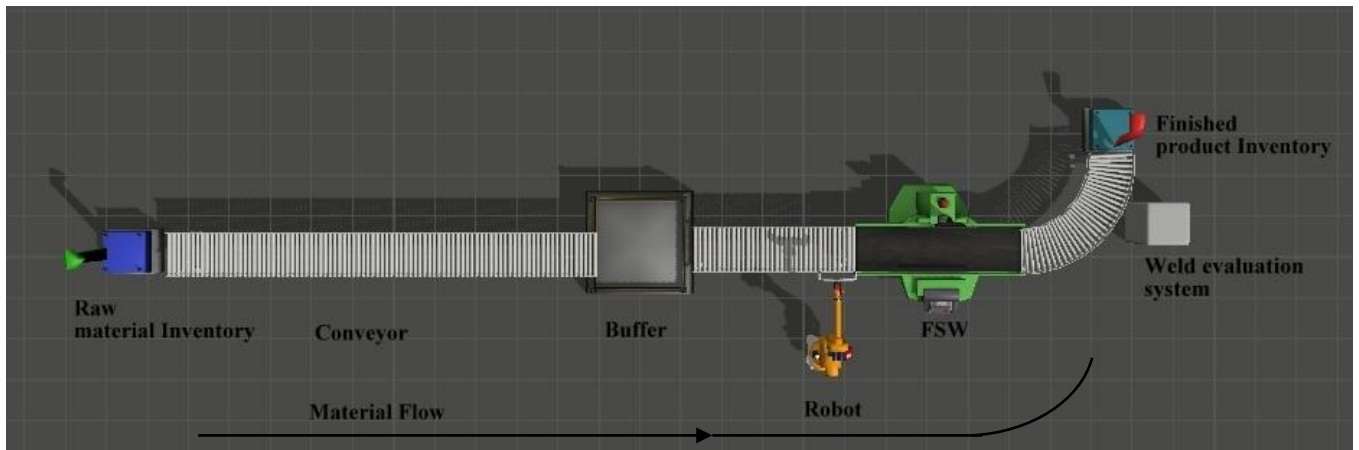 Finished
product Inventory
Weld evaluation
system
Raw
material Inventory
Conveyor
Buffer
FSW
Material Flow
Robot